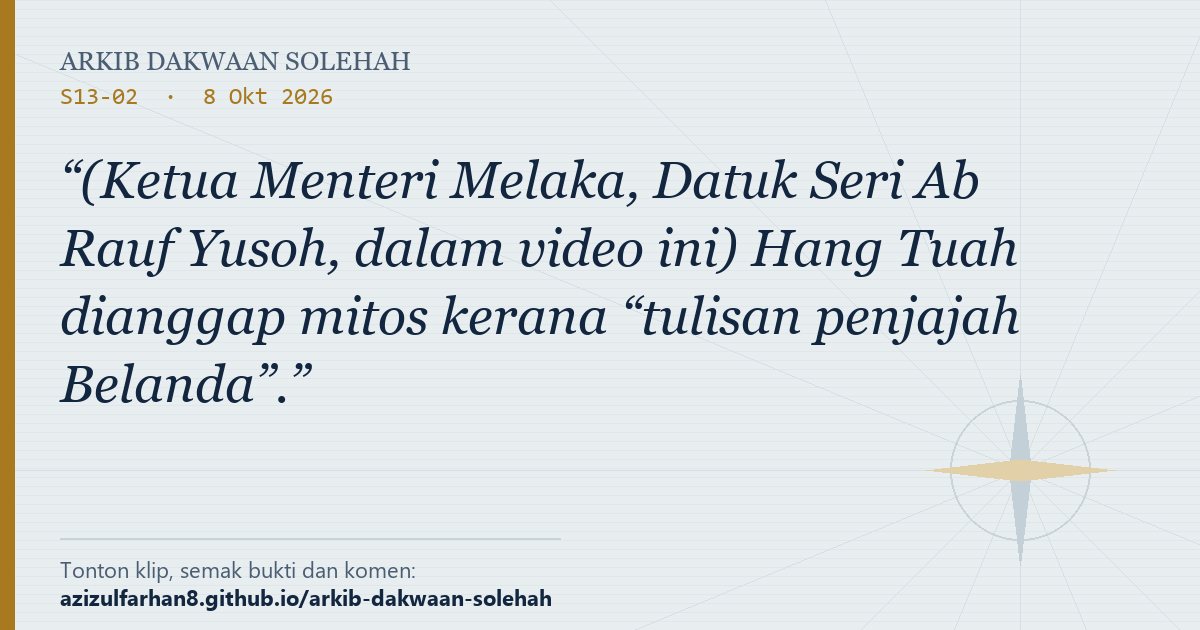 ARKIB DAKWAAN SOLEHAH
S13-02 · 8 Okt 2026
“(Ketua Menteri Melaka, Datuk Seri Ab
Rauf Yusoh, dalam video ini) Hang Tuah
dianggap mitos kerana “tulisan penjajah
Belanda”.”
Tonton klip, semak bukti dan komen:
azizulfarhan8.github.io/arkib-dakwaan-solehah